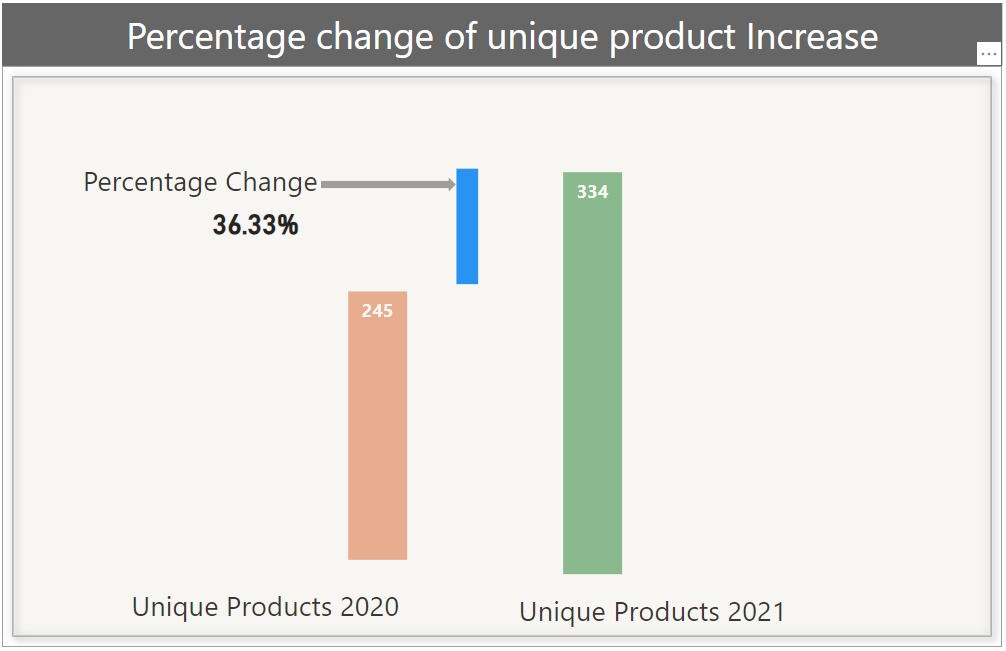 Percentage change of unique product Increase
...
Percentage Change
36.33%
334
245
Unique Products 2020
Unique Products 2021